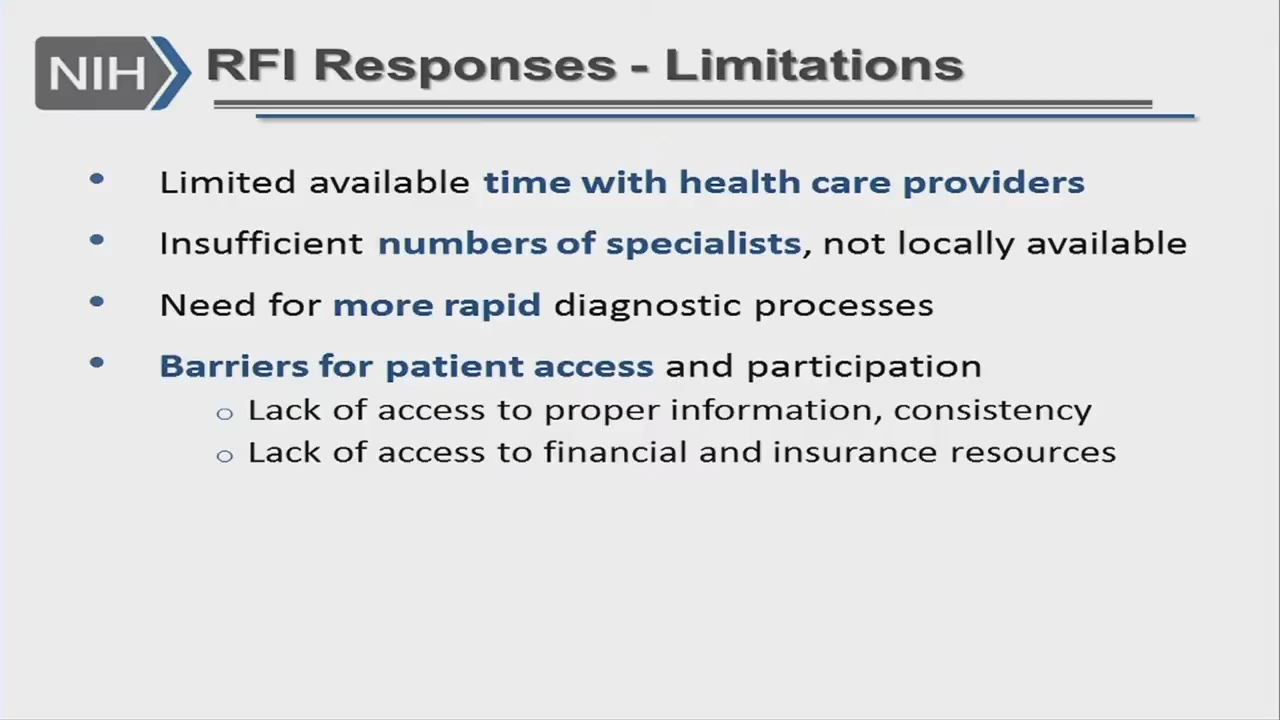 NIH
RFI Responses - Limitations
• Limited available time with health care providers
• Insufficient numbers of specialists, not locally available
• Need for more rapid diagnostic processes
• Barriers for patient access and participation
○ Lack of access to proper information, consistency
○ Lack of access to financial and insurance resources